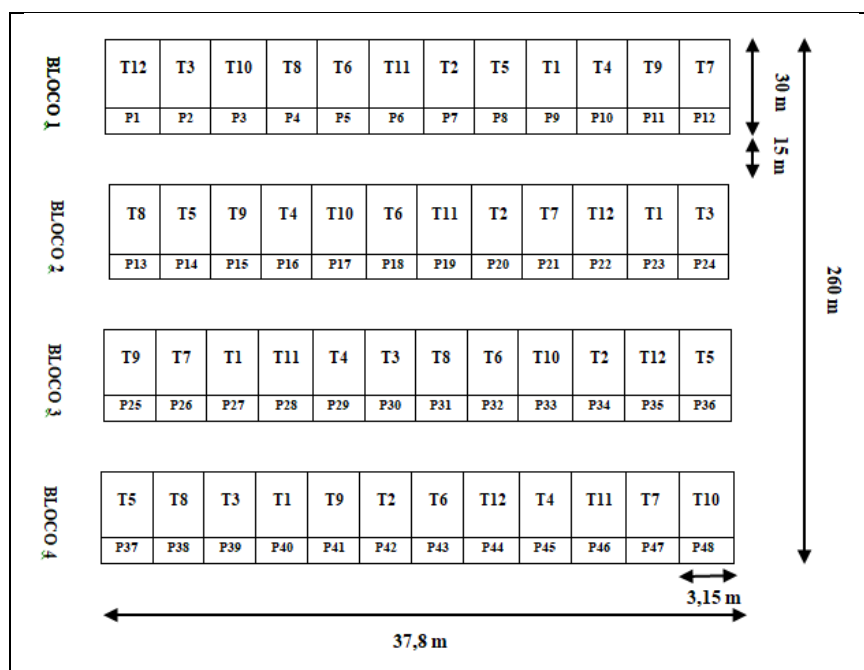 BLOCO 1
T12 T3 T10 T8 T6 T11 T2 T5 T1 T4 T9 T7
P1 P2 P3 P4 P5 P6 P7 P8 P9 P10 P11 P12
30 m
15 m
BLOCO 2
T8 T5 T9 T4 T10 T6 T11 T2 T7 T12 T1 T3
P13 P14 P15 P16 P17 P18 P19 P20 P21 P22 P23 P24
260 m
BLOCO 3
T9 T7 T1 T11 T4 T3 T8 T6 T10 T2 T12 T5
P25 P26 P27 P28 P29 P30 P31 P32 P33 P34 P35 P36
BLOCO 4
T5 T8 T3 T1 T9 T2 T6 T12 T4 T11 T7 T10
P37 P38 P39 P40 P41 P42 P43 P44 P45 P46 P47 P48
3,15 m
37,8 m